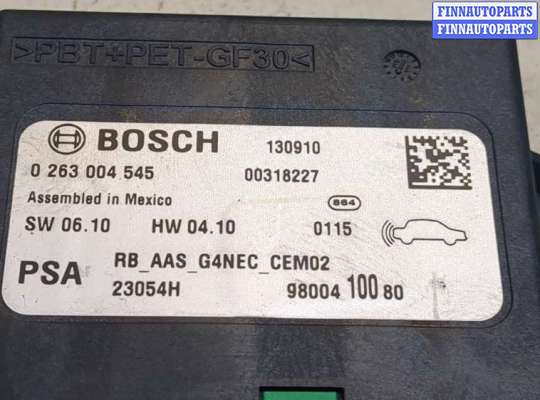 FINNAUTOPARTS
FINNAUTOPARTS
>PBT+PET-GF30<
BOSCH 130910
0 263 004 545 00318227
Assembled in Mexico 864
SW 06.10 HW 04.10 0115
PSA RB_AAS_G4NEC_CEM02
23054H 98004 100 80